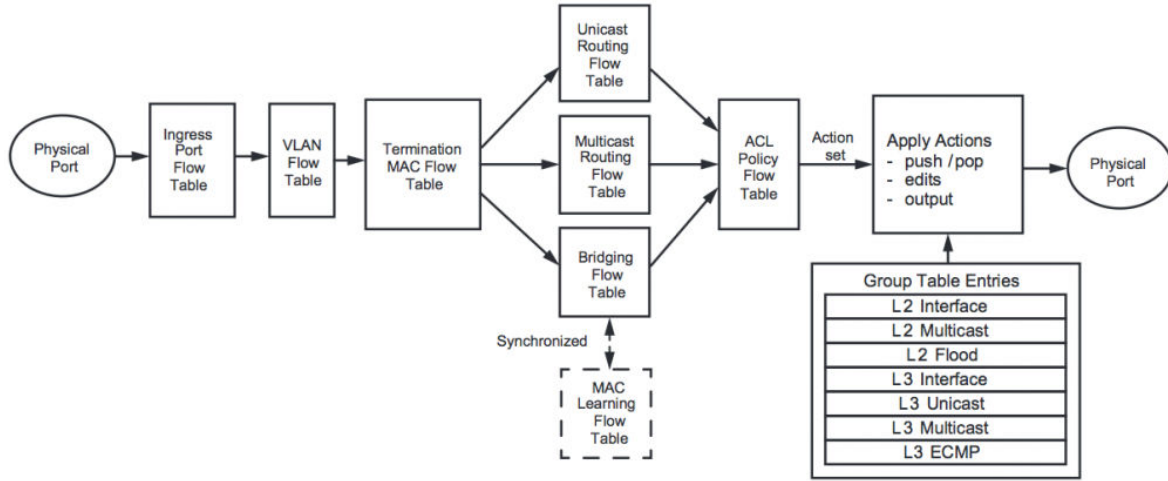 Physical
Port
Ingress
Port
Flow
Table
VLAN
Flow
Table
Termination
MAC Flow
Table
Unicast
Routing
Flow
Table
Multicast
Routing
Flow
Table
Bridging
Flow
Table
Synchronized
MAC
Learning
Flow
Table
ACL
Policy
Flow
Table
Action
set
Apply Actions
- push /pop
- edits
- output
Physical
Port
Group Table Entries
L2 Interface
L2 Multicast
L2 Flood
L3 Interface
L3 Unicast
L3 Multicast
L3 ECMP